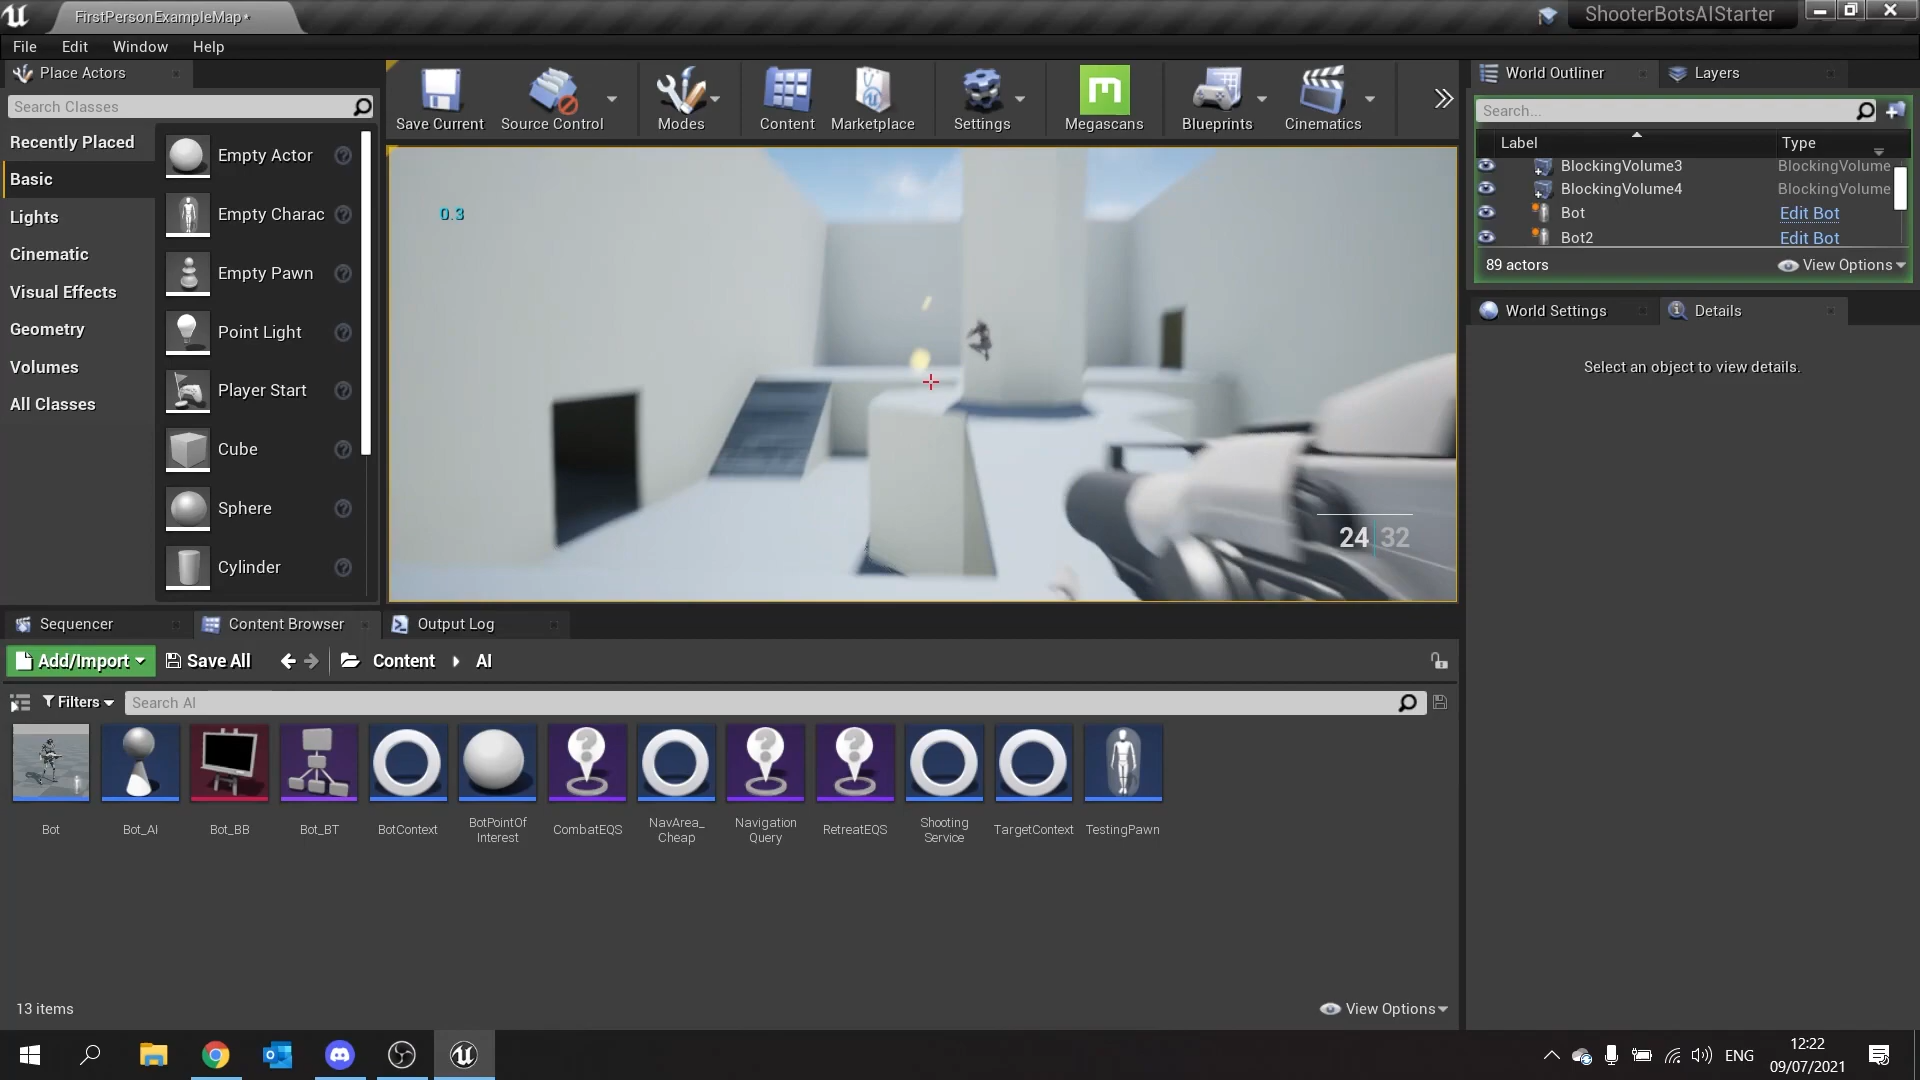 FirstPersonExampleMap*
ShooterBotsAIStarter
File
Edit
Window
Help
Place Actors
Search Classes
Recently Placed
Basic
Lights
Cinematic
Visual Effects
Geometry
Volumes
All Classes
Empty Actor
Empty Charac
Empty Pawn
Point Light
Player Start
Cube
Sphere
Cylinder
Save Current
Source Control
Modes
Content
Marketplace
Settings
Megascans
Blueprints
Cinematics
0.3
24 32
World Outliner
Layers
Search...
Label
Type
BlockingVolume3 BlockingVolume
BlockingVolume4 BlockingVolume
Bot Edit Bot
Bot2 Edit Bot
89 actors
View Options
World Settings
Details
Select an object to view details.
Sequencer
Content Browser
Output Log
Add/Import
Save All
Content
AI
Filters
Search AI
Bot
Bot_AI
Bot_BB
Bot_BT
BotContext
BotPointOf
Interest
CombatEQS
NavArea_
Cheap
Navigation
Query
RetreatEQS
Shooting
Service
TargetContext
TestingPawn
13 items
View Options
ENG
12:22
09/07/2021